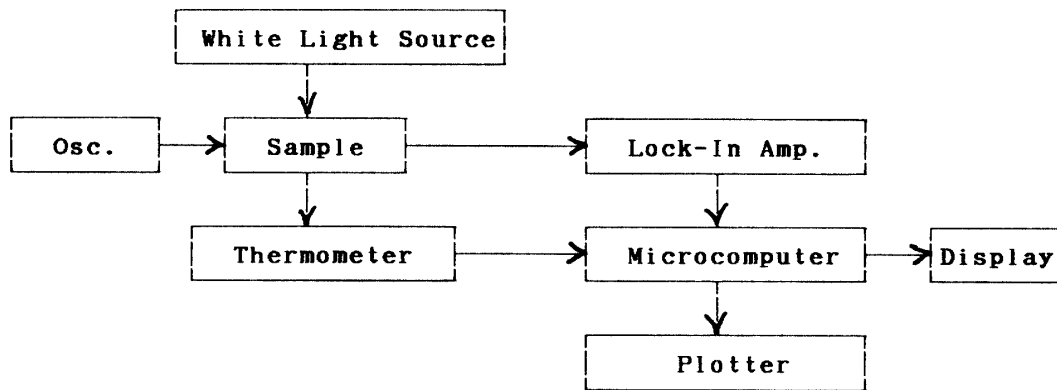 White Light Source
Osc.
Sample
Lock-In Amp.
Thermometer
Microcomputer
Display
Plotter